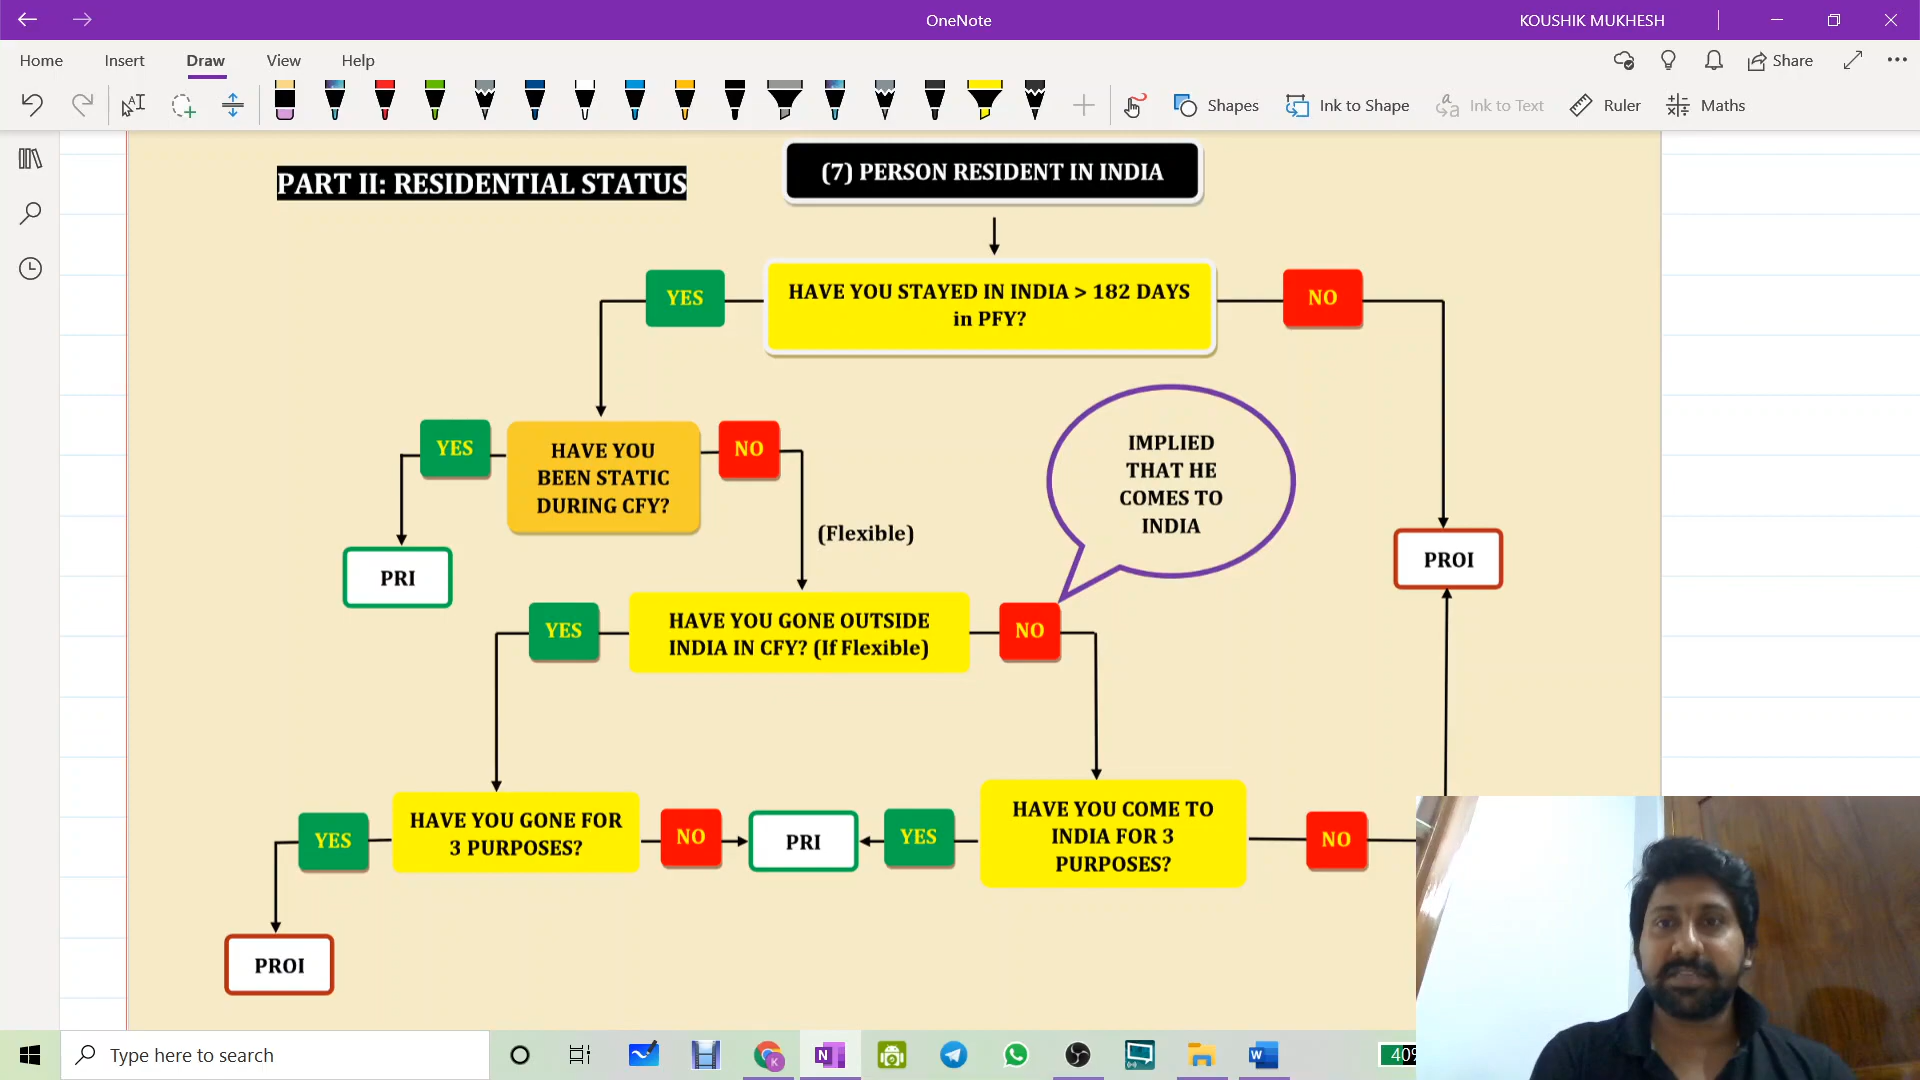 OneNote
KOUSHIK MUKHESH
Home
Insert
Draw
View
Help
Share
Shapes
Ink to Shape
Ink to Text
Ruler
Maths
PART II: RESIDENTIAL STATUS
(7) PERSON RESIDENT IN INDIA
YES
HAVE YOU STAYED IN INDIA > 182 DAYS
in PFY?
NO
YES
HAVE YOU
BEEN STATIC
DURING CFY?
NO
(Flexible)
IMPLIED
THAT HE
COMES TO
INDIA
PRI
PROI
YES
HAVE YOU GONE OUTSIDE
INDIA IN CFY? (If Flexible)
NO
YES
HAVE YOU GONE FOR
3 PURPOSES?
NO
PRI
YES
HAVE YOU COME TO
INDIA FOR 3
PURPOSES?
NO
PROI
Type here to search
40%